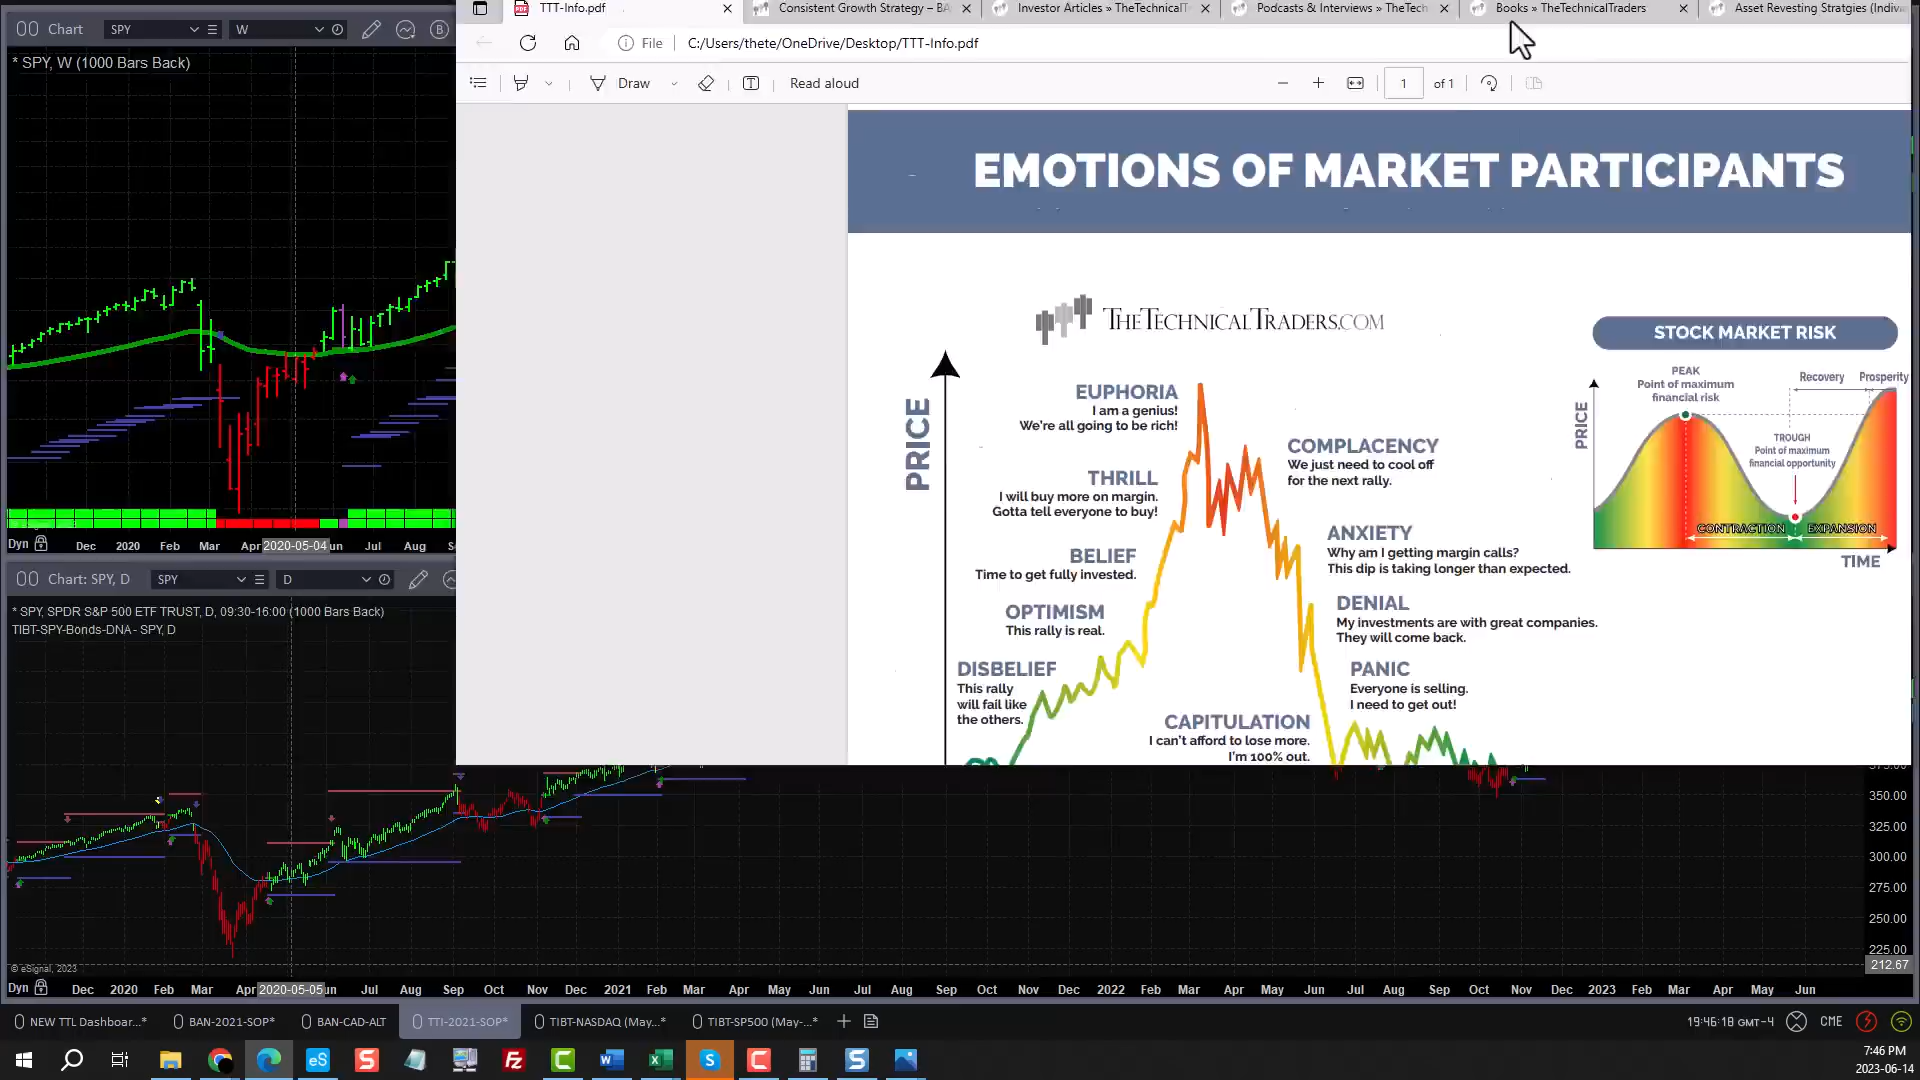 Chart SPY W
* SPY, W (1000 Bars Back)
Dyn Dec 2020 Feb Mar Apr 2020-05-04 un Jul Aug
Chart: SPY, D SPY D
* SPY, SPDR S&P 500 ETF TRUST, D, 09:30-16:00 (1000 Bars Back)
TIBT-SPY-Bonds-DNA - SPY, D
TTT-Info.pdf
Consistent Growth Strategy – BA
Investor Articles » TheTechnicalT
Podcasts & Interviews » TheTech
Books » TheTechnicalTraders
Asset Revesting Stratgies (Indiva
File C:/Users/thete/OneDrive/Desktop/TTT-Info.pdf
Draw Read aloud 1 of 1
EMOTIONS OF MARKET PARTICIPANTS
THETECHNICALTRADERS.COM
PRICE
EUPHORIA
I am a genius!
We're all going to be rich!
THRILL
I will buy more on margin.
Gotta tell everyone to buy!
BELIEF
Time to get fully invested.
OPTIMISM
This rally is real.
DISBELIEF
This rally
will fail like
the others.
COMPLACENCY
We just need to cool off
for the next rally.
ANXIETY
Why am I getting margin calls?
This dip is taking longer than expected.
DENIAL
My investments are with great companies.
They will come back.
PANIC
Everyone is selling.
I need to get out!
CAPITULATION
I can't afford to lose more.
I'm 100% out.
STOCK MARKET RISK
PEAK
Point of maximum
financial risk
Recovery Prosperity
PRICE
TROUGH
Point of maximum
financial opportunity
CONTRACTION EXPANSION
TIME
350.00
325.00
300.00
275.00
250.00
225.00
212.67
© eSignal, 2023
Dyn Dec 2020 Feb Mar Apr 2020-05-05 un Jul Aug Sep Oct Nov Dec 2021 Feb Mar Apr May Jun Jul Aug Sep Oct Nov Dec 2022 Feb Mar Apr May Jun Jul Aug Sep Oct Nov Dec 2023 Feb Mar Apr May Jun
NEW TTL Dashboar...* BAN-2021-SOP* BAN-CAD-ALT TTI-2021-SOP* TIBT-NASDAQ (May...* TIBT-SP500 (May-...* 19:46:18 GMT-4 CME
7:46 PM
2023-06-14